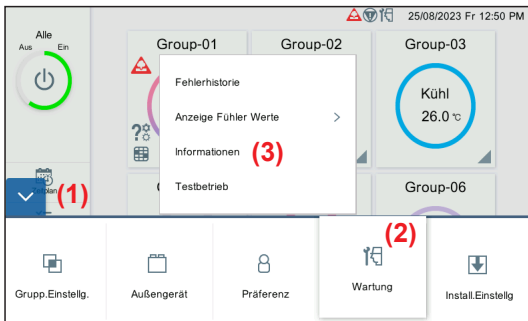 25/08/2023 Fr 12:50 PM
Alle
Aus Ein
Group-01
Group-02
Group-03
Kühl
26.0 °C
Fehlerhistorie
Anzeige Fühler Werte >
Informationen (3)
Testbetrieb
(1)
Group-06
(2)
Grupp.Einstellg.
Außengerät
Präferenz
Wartung
Install.Einstellg